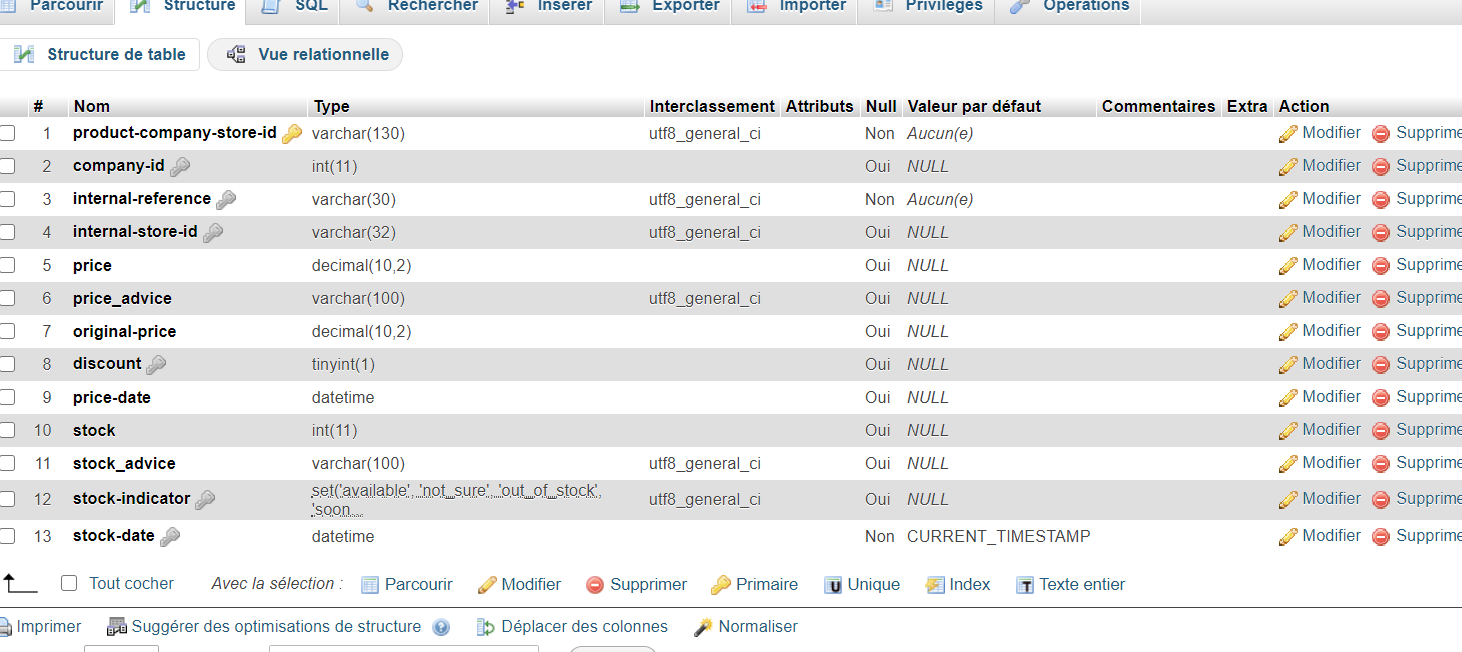 Parcourir Structure SQL Rechercher Insérer Exporter Importer Privilèges Opérations
Structure de table Vue relationnelle
# Nom Type Interclassement Attributs Null Valeur par défaut Commentaires Extra Action
1 product-company-store-id varchar(130) utf8_general_ci Non Aucun(e) Modifier Supprime
2 company-id int(11) Oui NULL Modifier Supprime
3 internal-reference varchar(30) utf8_general_ci Non Aucun(e) Modifier Supprime
4 internal-store-id varchar(32) utf8_general_ci Oui NULL Modifier Supprime
5 price decimal(10,2) Oui NULL Modifier Supprime
6 price_advice varchar(100) utf8_general_ci Oui NULL Modifier Supprime
7 original-price decimal(10,2) Oui NULL Modifier Supprime
8 discount tinyint(1) Oui NULL Modifier Supprime
9 price-date datetime Oui NULL Modifier Supprime
10 stock int(11) Oui NULL Modifier Supprime
11 stock_advice varchar(100) utf8_general_ci Oui NULL Modifier Supprime
12 stock-indicator set('available', 'not_sure', 'out_of_stock', utf8_general_ci Oui NULL Modifier Supprime
'soon...
13 stock-date datetime Non CURRENT_TIMESTAMP Modifier Supprime
Tout cocher Avec la sélection : Parcourir Modifier Supprimer Primaire U Unique Index T Texte entier
Imprimer Suggérer des optimisations de structure ? Déplacer des colonnes Normaliser